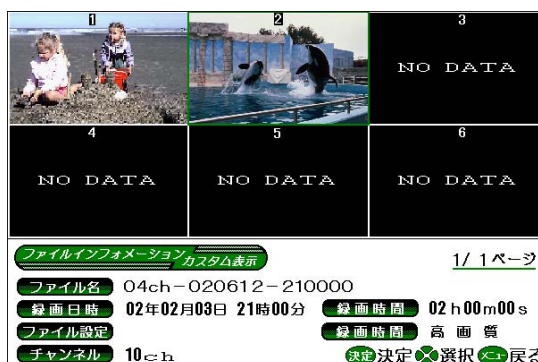 1 2 3
NO DATA
4 5 6
NO DATA NO DATA NO DATA
ファイルインフォメーション カスタム表示 1/ 1ページ
ファイル名 04ch-020612-210000
録画日時 02年02月03日 21時00分 録画時間 02h00m00s
ファイル設定 録画時間 高画質
チャンネル 10ch 決定決定 選択 メニュー戻る